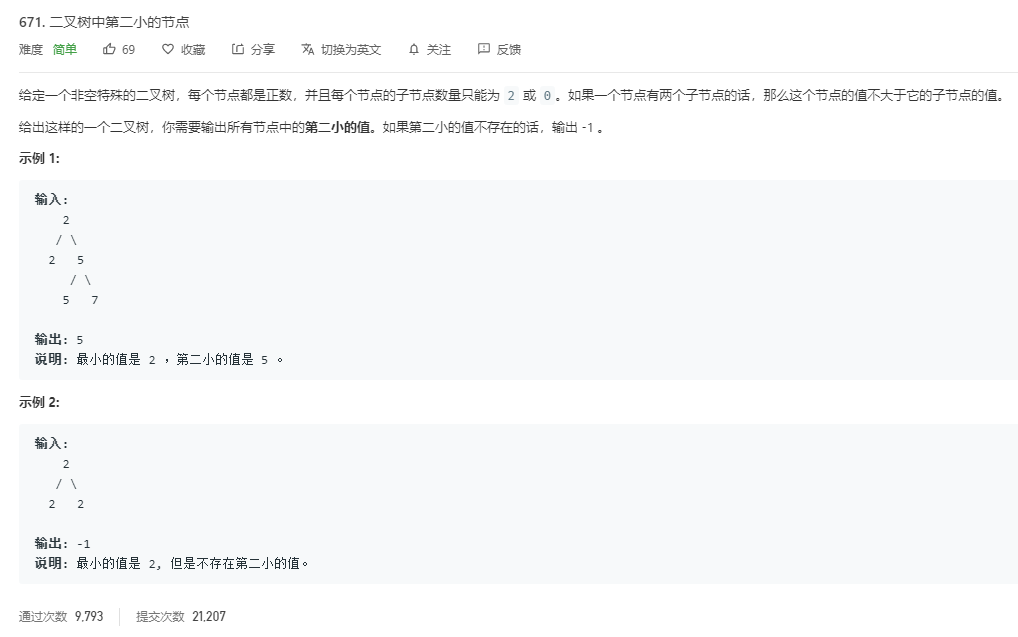 671. 二叉树中第二小的节点
难度 简单 69 收藏 分享 切换为英文 关注 反馈
给定一个非空特殊的二叉树，每个节点都是正数，并且每个节点的子节点数量只能为 2 或 0。如果一个节点有两个子节点的话，那么这个节点的值不大于它的子节点的值。
给出这样的一个二叉树，你需要输出所有节点中的第二小的值。如果第二小的值不存在的话，输出 -1 。
示例 1:
输入:
2
/ \
2 5
/ \
5 7
输出: 5
说明: 最小的值是 2 ，第二小的值是 5 。
示例 2:
输入:
2
/ \
2 2
输出: -1
说明: 最小的值是 2, 但是不存在第二小的值。
通过次数 9,793 提交次数 21,207